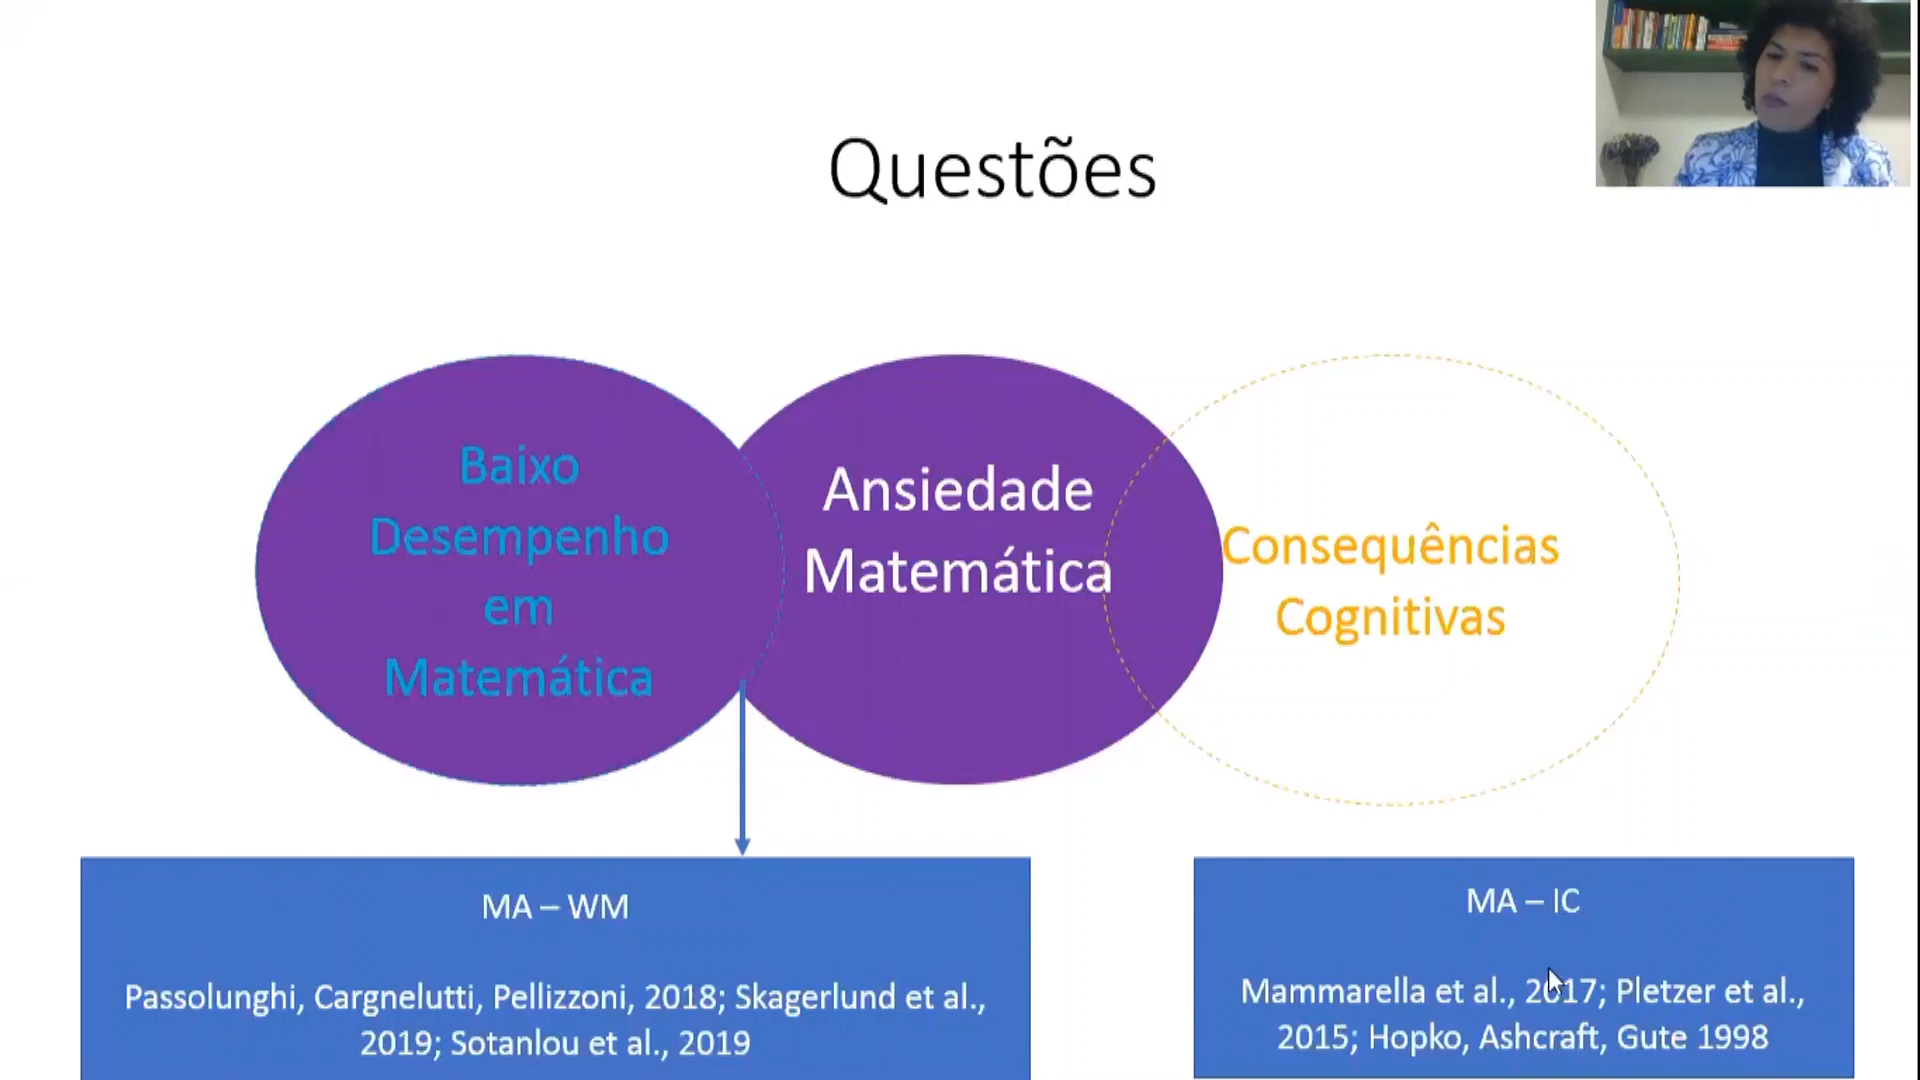 Questões
Baixo
Desempenho
em
Matemática
Ansiedade
Matemática
Consequências
Cognitivas
MA – WM
Passolunghi, Cargnelutti, Pellizzoni, 2018; Skagerlund et al.,
2019; Sotanlou et al., 2019
MA – IC
Mammarella et al., 2017; Pletzer et al.,
2015; Hopko, Ashcraft, Gute 1998